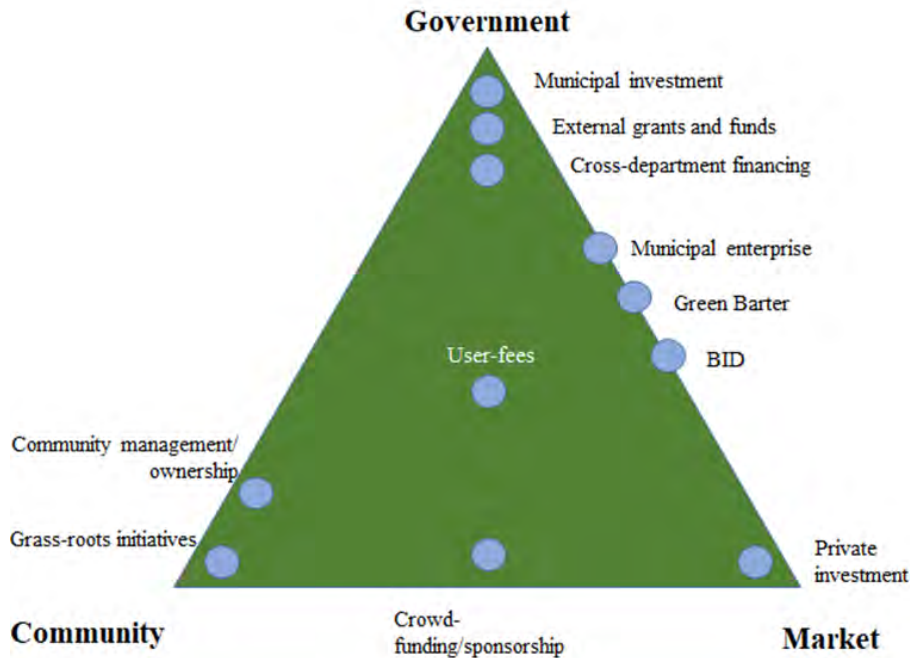 Government
Municipal investment
External grants and funds
Cross-department financing
Municipal enterprise
Green Barter
User-fees
BID
Community management/
ownership
Grass-roots initiatives
Private
investment
Crowd-
funding/sponsorship
Community
Market